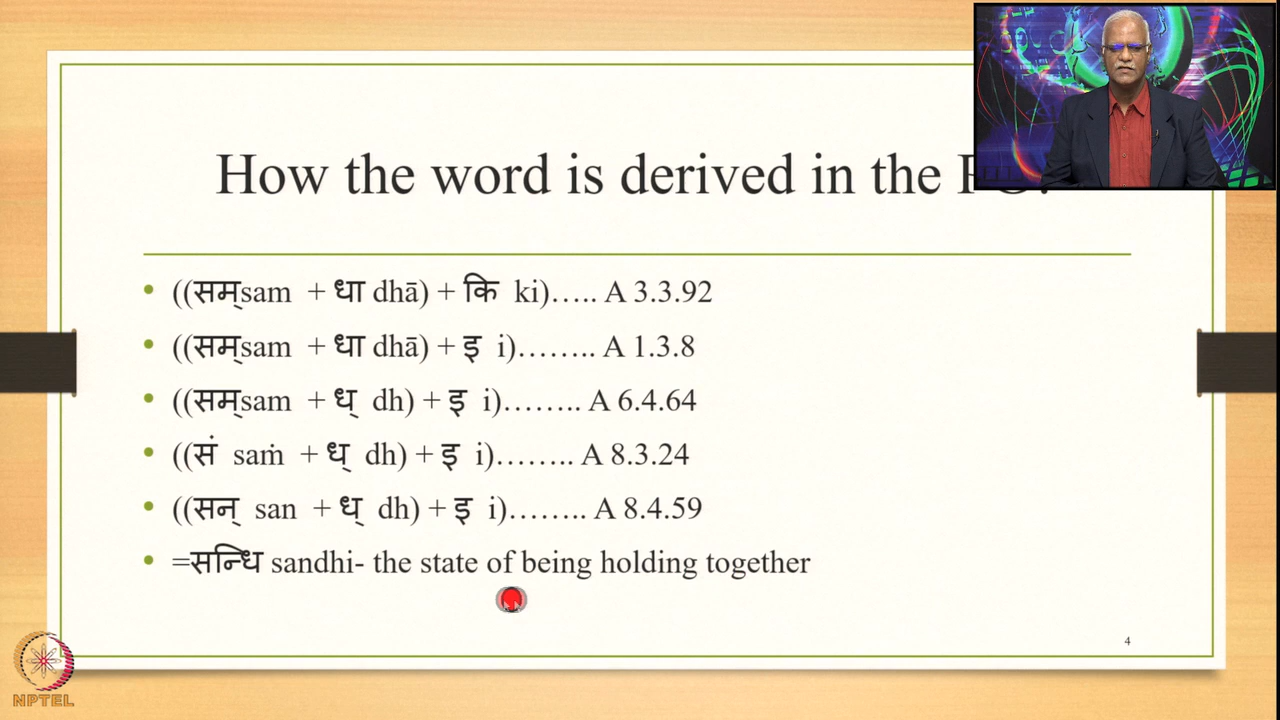 How the word is derived in the
• ((सम्sam + धा dhā) + कि ki)….. A 3.3.92
• ((सम्sam + धा dhā) + इ i)…….. A 1.3.8
• ((सम्sam + ध् dh) + इ i)…….. A 6.4.64
• ((सं saṁ + ध् dh) + इ i)…….. A 8.3.24
• ((सन् san + ध् dh) + इ i)…….. A 8.4.59
• =सन्धि sandhi- the state of being holding together
4
NPTEL